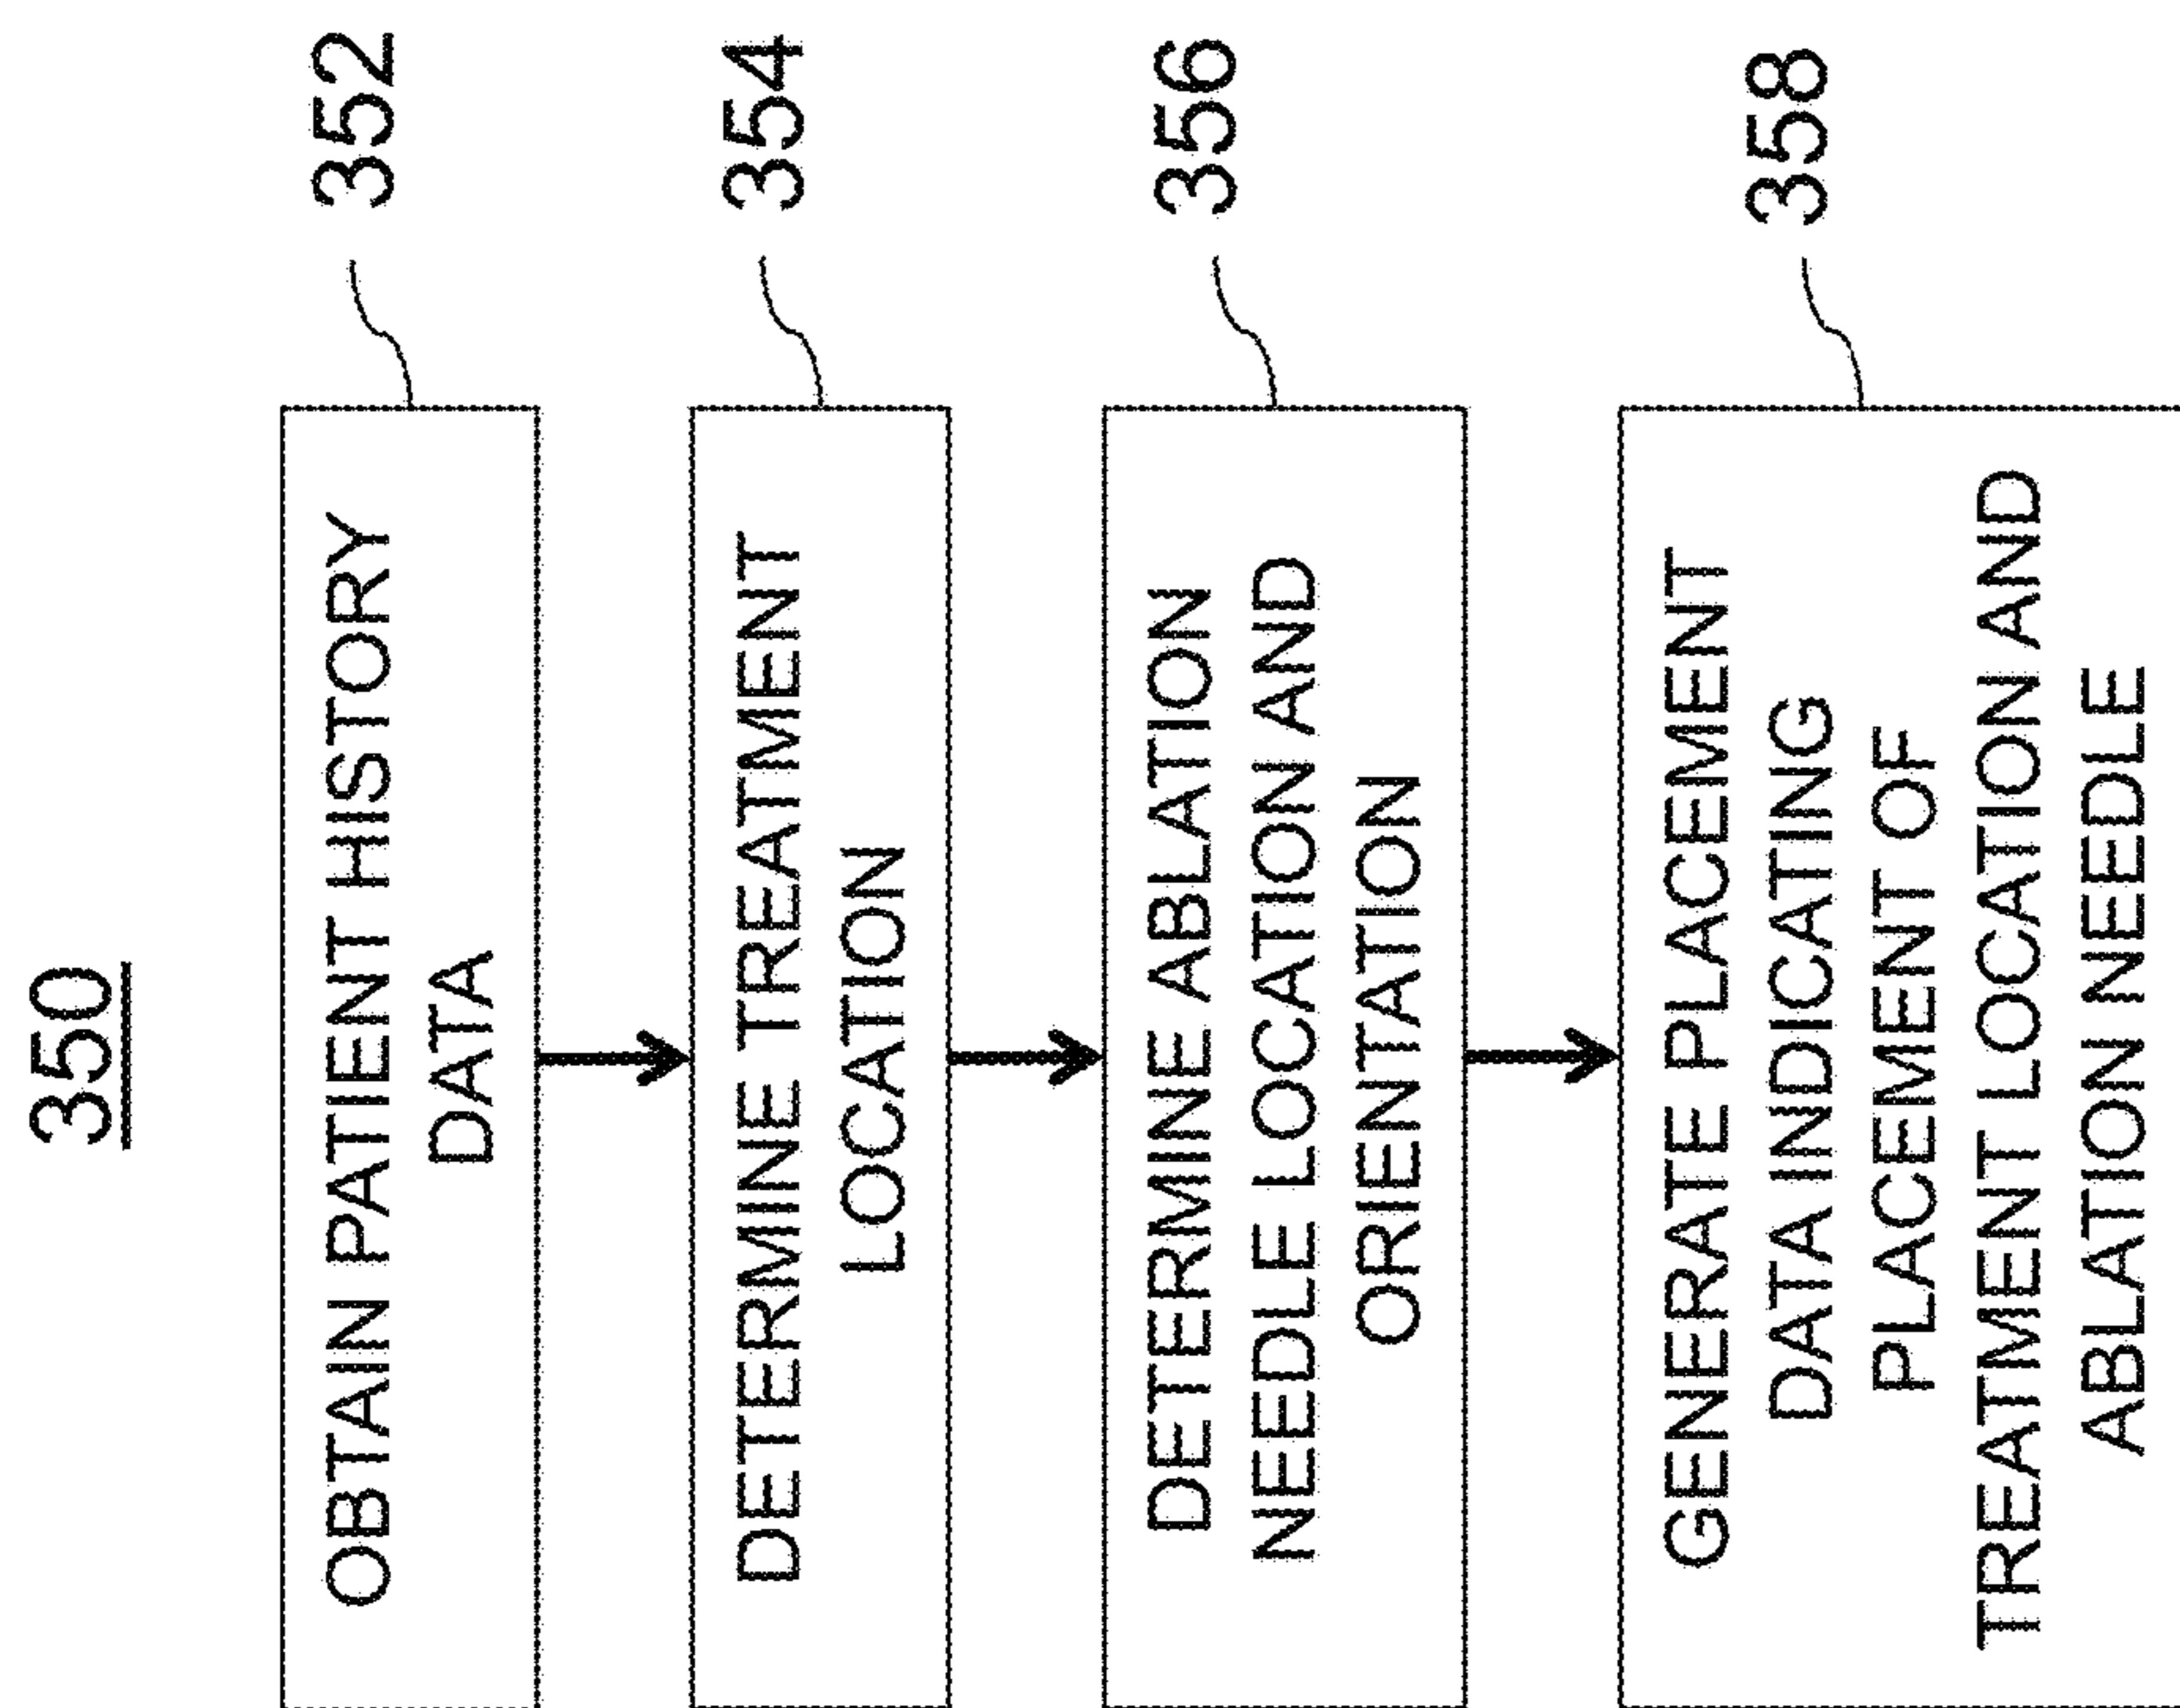 350
OBTAIN PATIENT HISTORY
DATA
352
DETERMINE TREATMENT
LOCATION
354
DETERMINE ABLATION
NEEDLE LOCATION AND
ORIENTATION
356
GENERATE PLACEMENT
DATA INDICATING
PLACEMENT OF
TREATMENT LOCATION AND
ABLATION NEEDLE
358